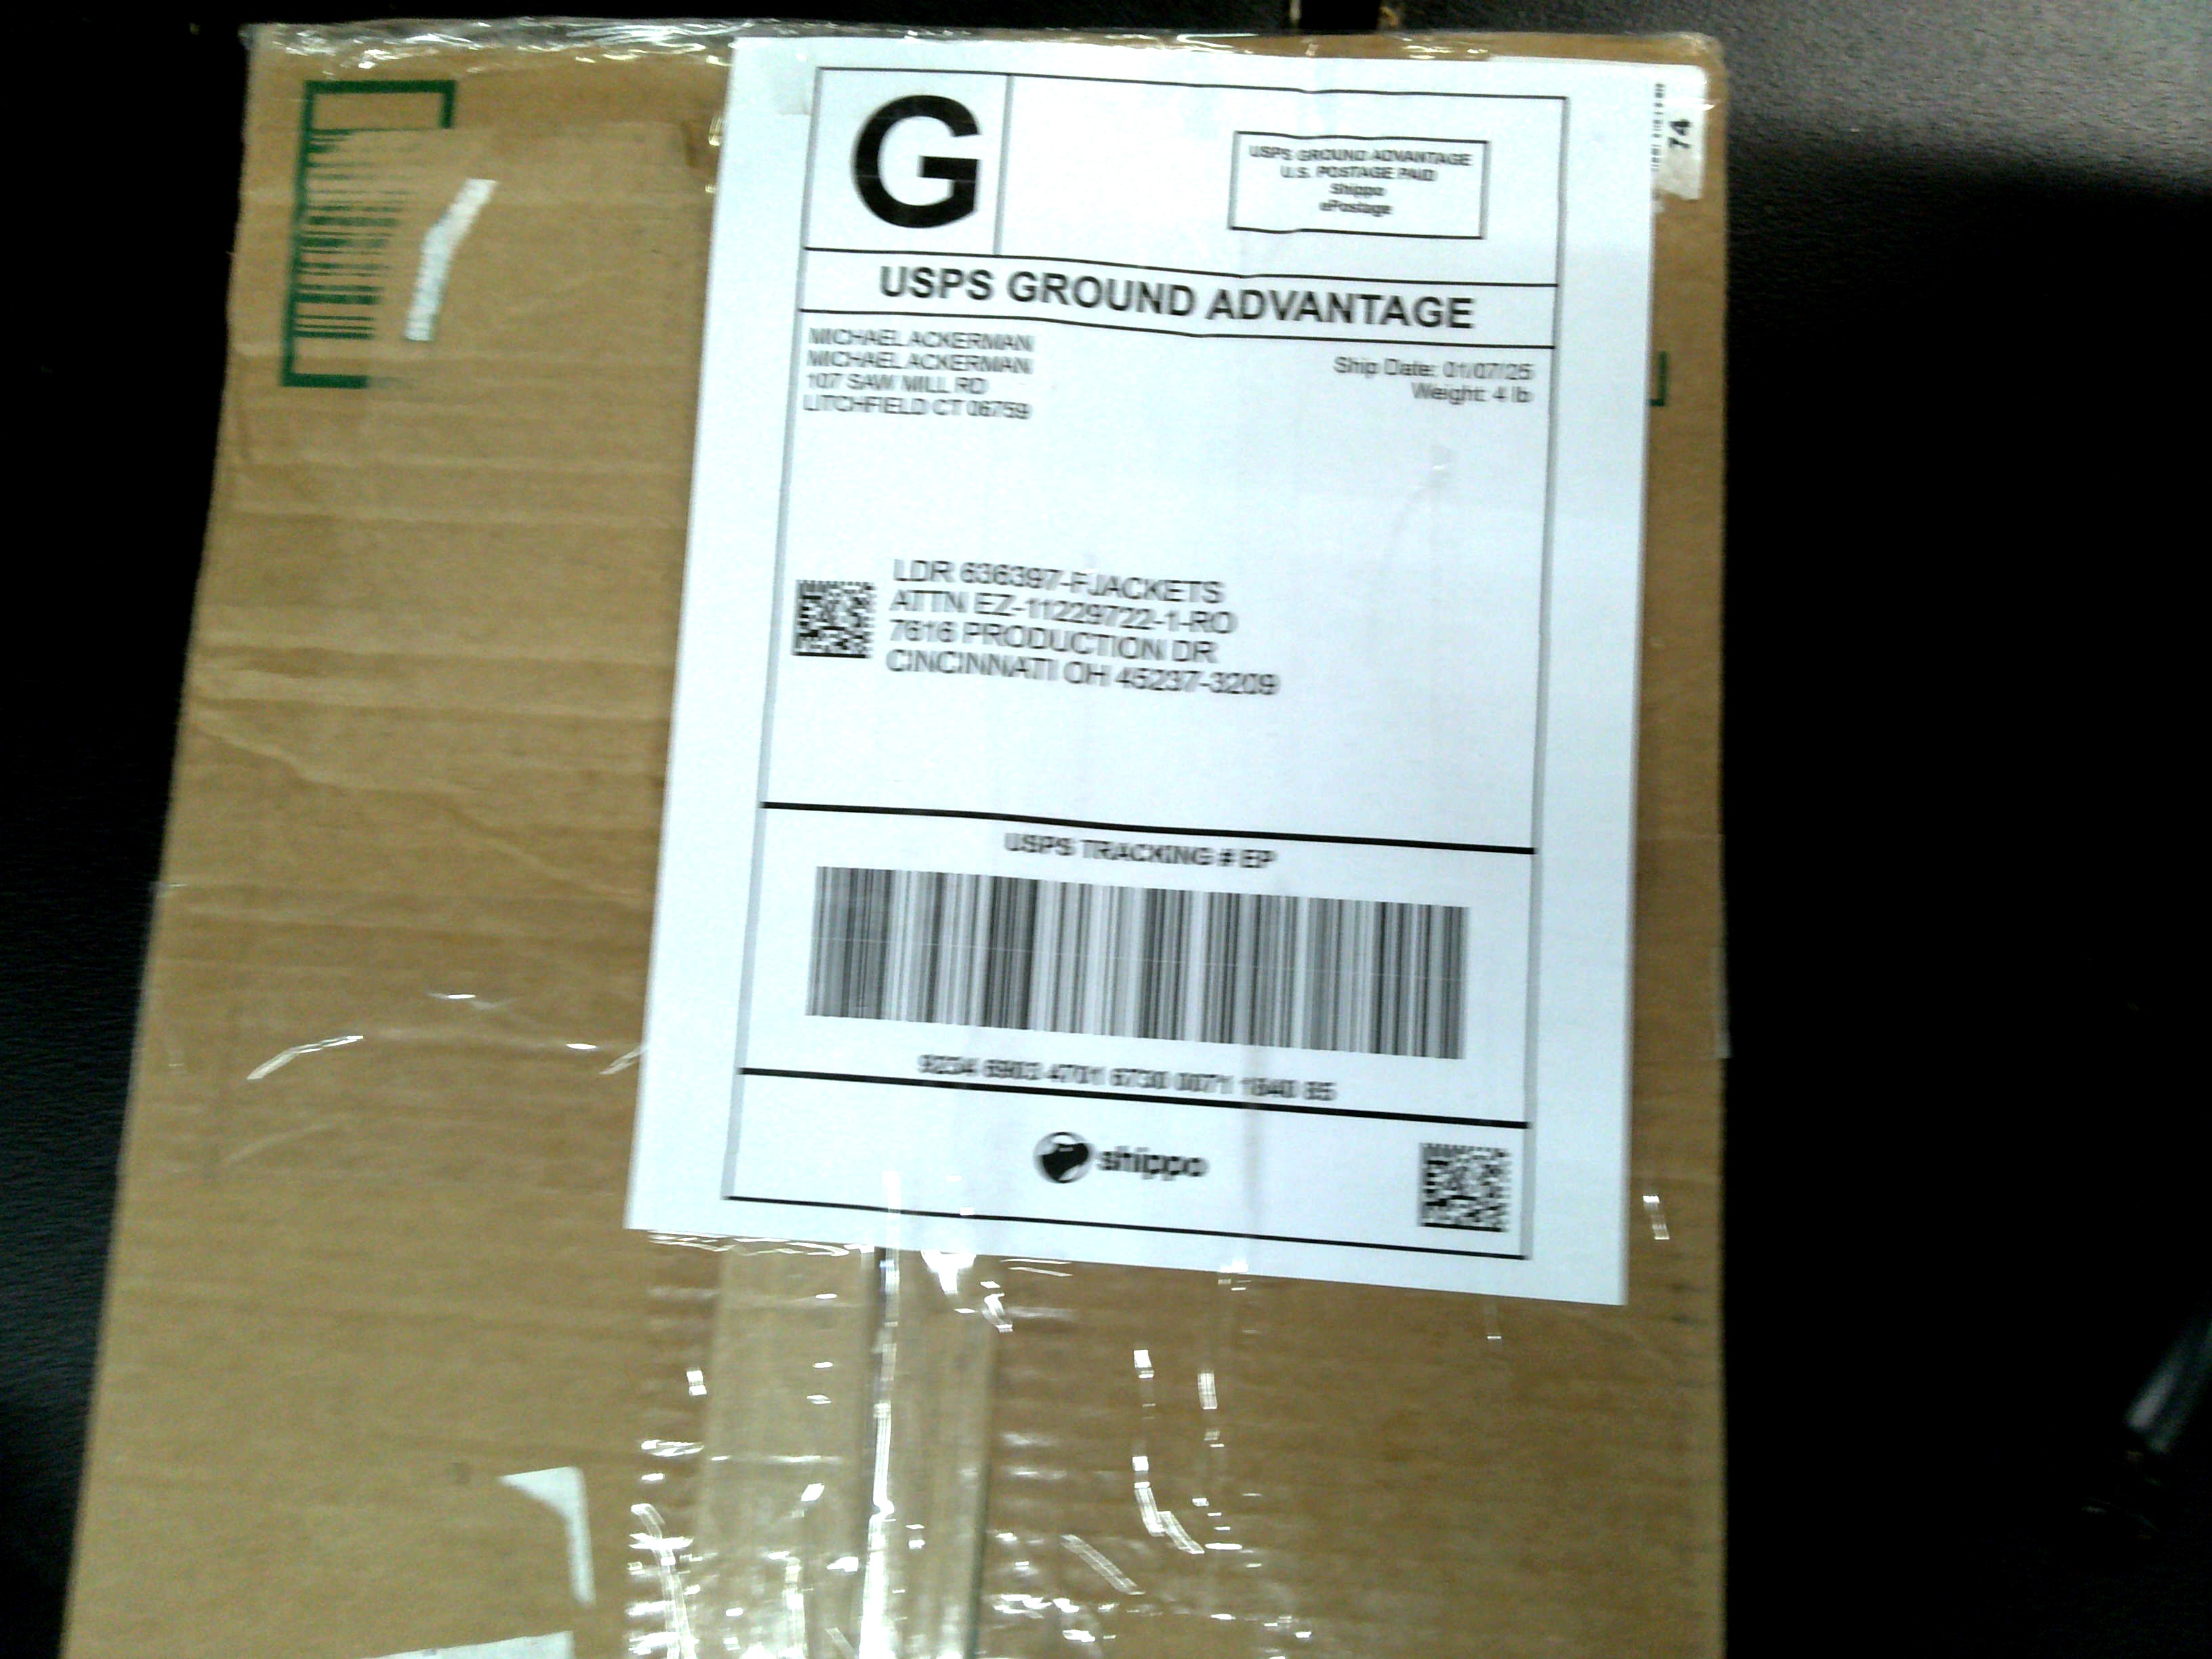 G
USPS GROUND ADVANTAGE
U.S. POSTAGE PAID
shippo
ePostage
USPS GROUND ADVANTAGE
MICHAEL ACKERMAN
MICHAEL ACKERMAN
107 SAW MILL RD
LITCHFIELD CT 06759
Ship Date: 01/07/25
Weight: 4 lb
LDR 636397-FJACKETS
ATTN EZ-11229722-1-RO
7616 PRODUCTION DR
CINCINNATI OH 45237-3209
USPS TRACKING # EP
9234 6903 4701 6730 0071 1840 85
shippo
74